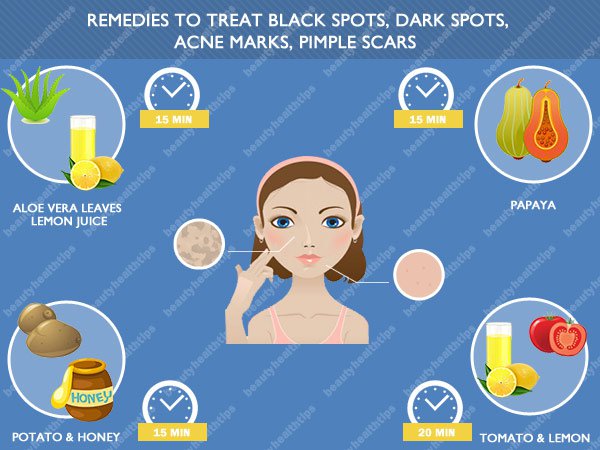 REMEDIES TO TREAT BLACK SPOTS, DARK SPOTS,
ACNE MARKS, PIMPLE SCARS
15 MIN
15 MIN
ALOE VERA LEAVES
LEMON JUICE
PAPAYA
HONEY
POTATO & HONEY
15 MIN
20 MIN
TOMATO & LEMON
beautyhealthtips